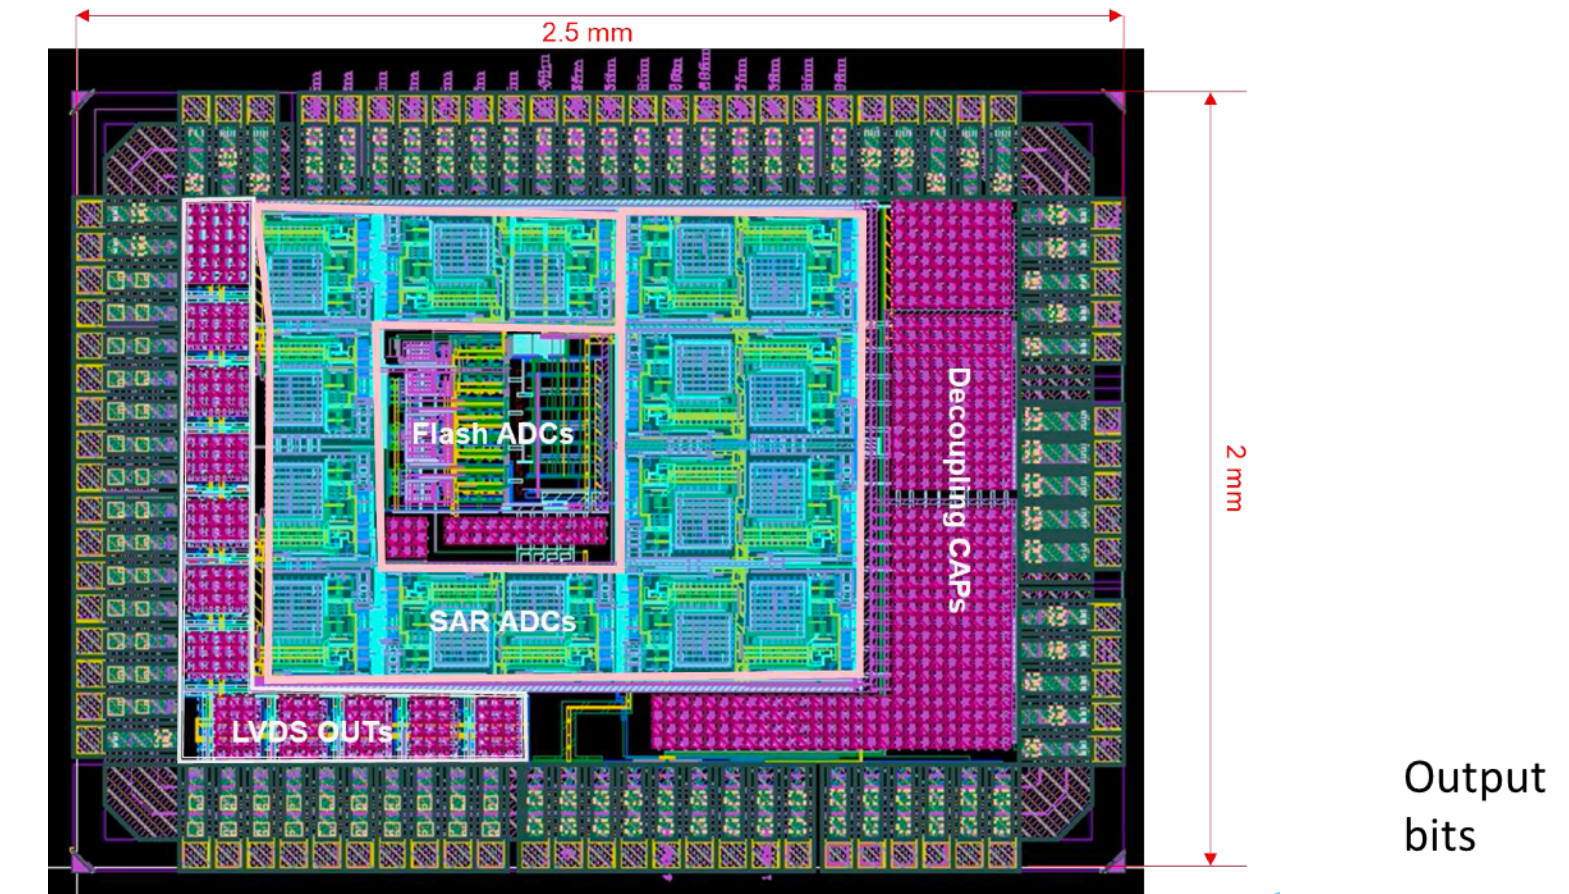 2.5 mm
Flash ADCs
Decoupling CAPs
2 mm
SAR ADCs
LVDS OUTs
Output
bits